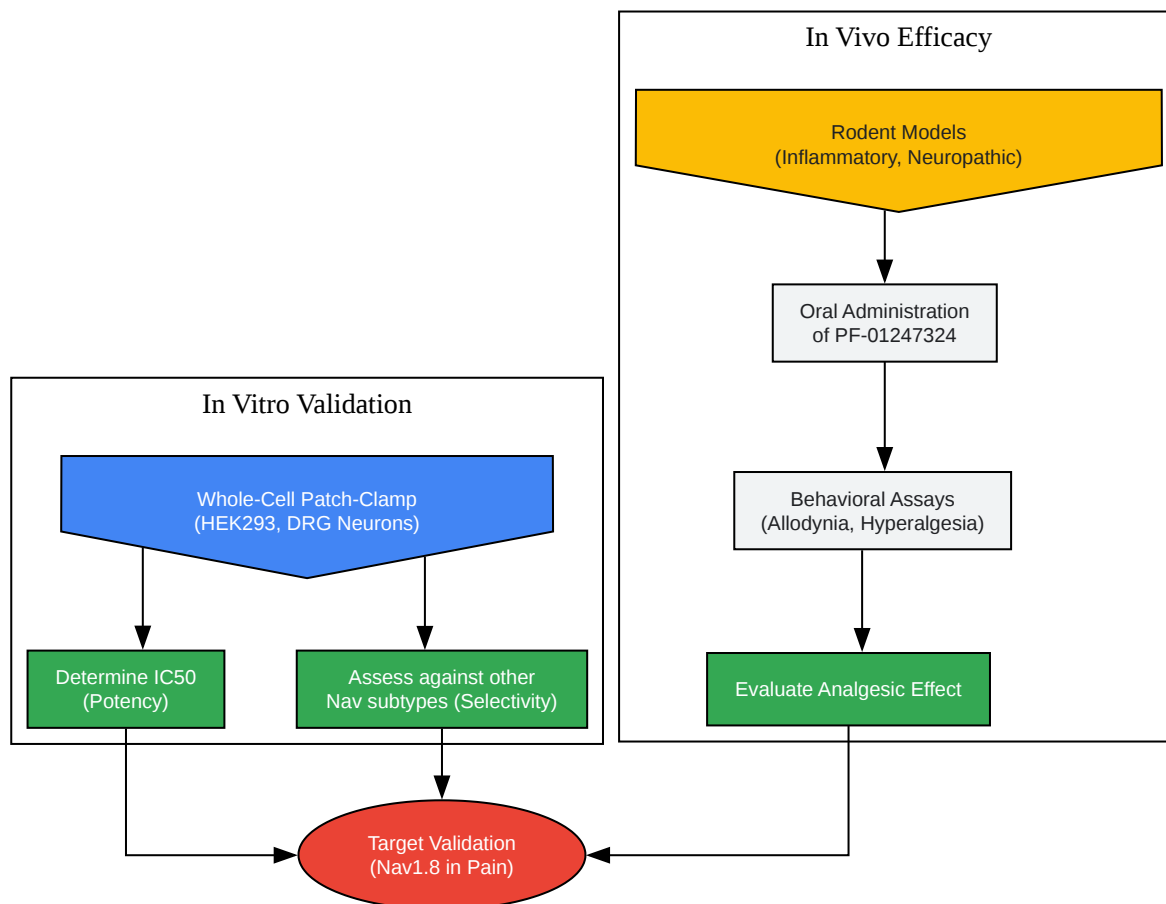 In Vivo Efficacy
Rodent Models
(Inflammatory, Neuropathic)
Oral Administration
of PF-01247324
Behavioral Assays
(Allodynia, Hyperalgesia)
Evaluate Analgesic Effect
In Vitro Validation
Whole-Cell Patch-Clamp
(HEK293, DRG Neurons)
Determine IC50
(Potency)
Assess against other
Nav subtypes (Selectivity)
Target Validation
(Nav1.8 in Pain)